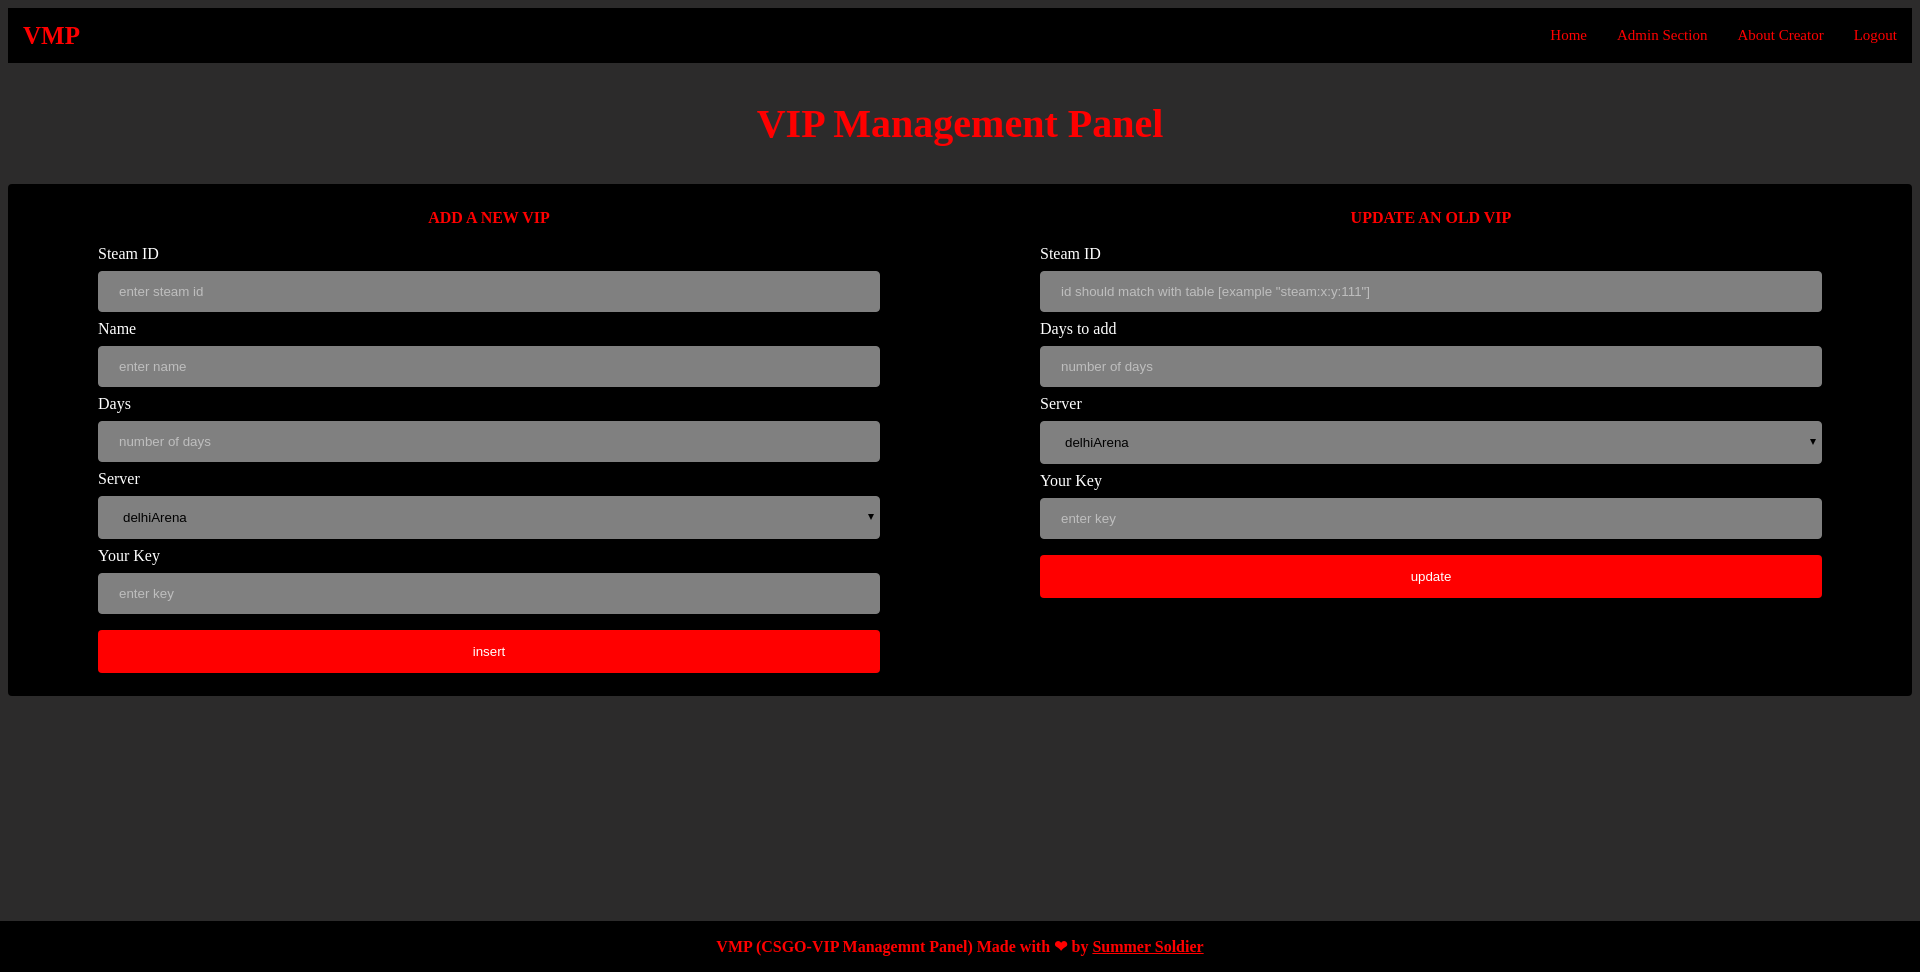 VMP
Home Admin Section About Creator Logout
VIP Management Panel
ADD A NEW VIP
Steam ID
enter steam id
Name
enter name
Days
number of days
Server
delhiArena
Your Key
enter key
insert
UPDATE AN OLD VIP
Steam ID
id should match with table [example "steam:x:y:111"]
Days to add
number of days
Server
delhiArena
Your Key
enter key
update
VMP (CSGO-VIP Managemnt Panel) Made with ❤ by Summer Soldier